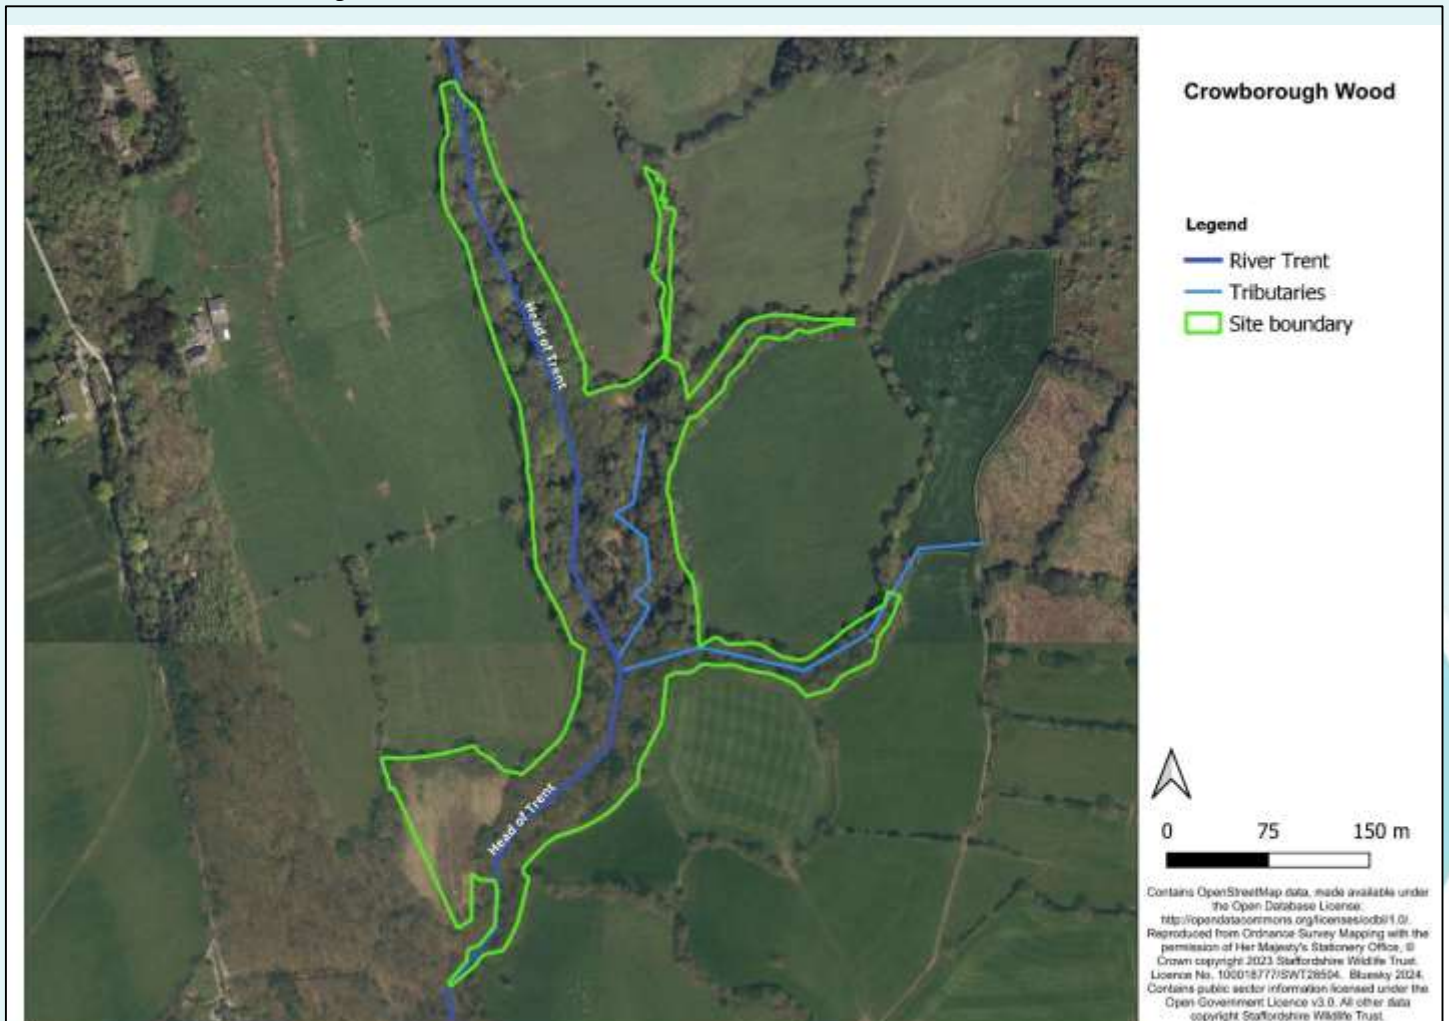 Crowborough Wood
Legend
River Trent
Tributaries
Site boundary
Head of Trent
Head of Trent
0 75 150 m
Contains OpenStreetMap data, made available under
the Open Database License:
http://opendatacommons.org/licenses/odbl/1.0/.
Reproduced from Ordnance Survey Mapping with the
permission of Her Majesty's Stationery Office, ©
Crown copyright 2023 Staffordshire Wildlife Trust.
Licence No. 100018777/SWT28504. Bluesky 2024.
Contains public sector information licensed under the
Open Government Licence v3.0. All other data
copyright Staffordshire Wildlife Trust